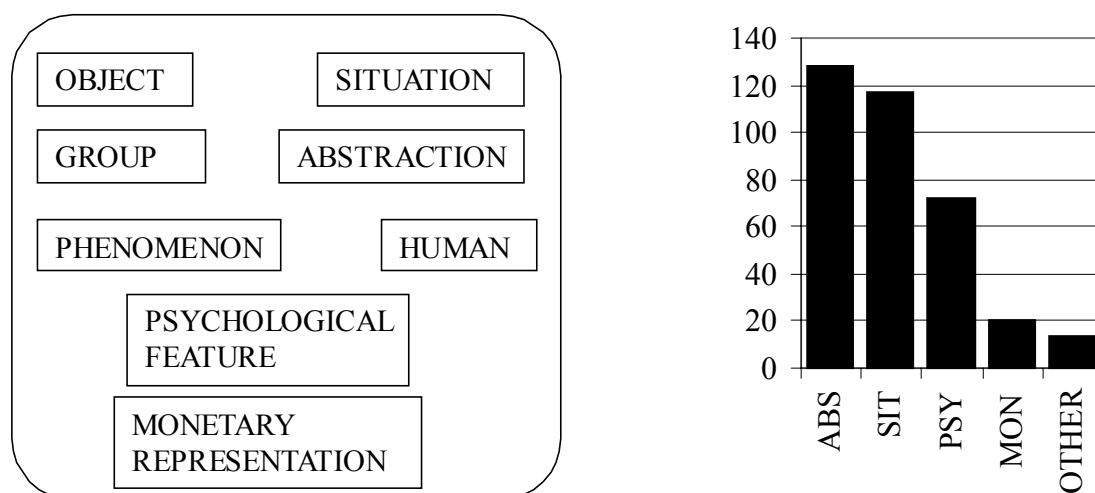 OBJECT
SITUATION
GROUP
ABSTRACTION
PHENOMENON
HUMAN
PSYCHOLOGICAL
FEATURE
MONETARY
REPRESENTATION
140
120
100
80
60
40
20
0
ABS
SIT
PSY
MON
OTHER